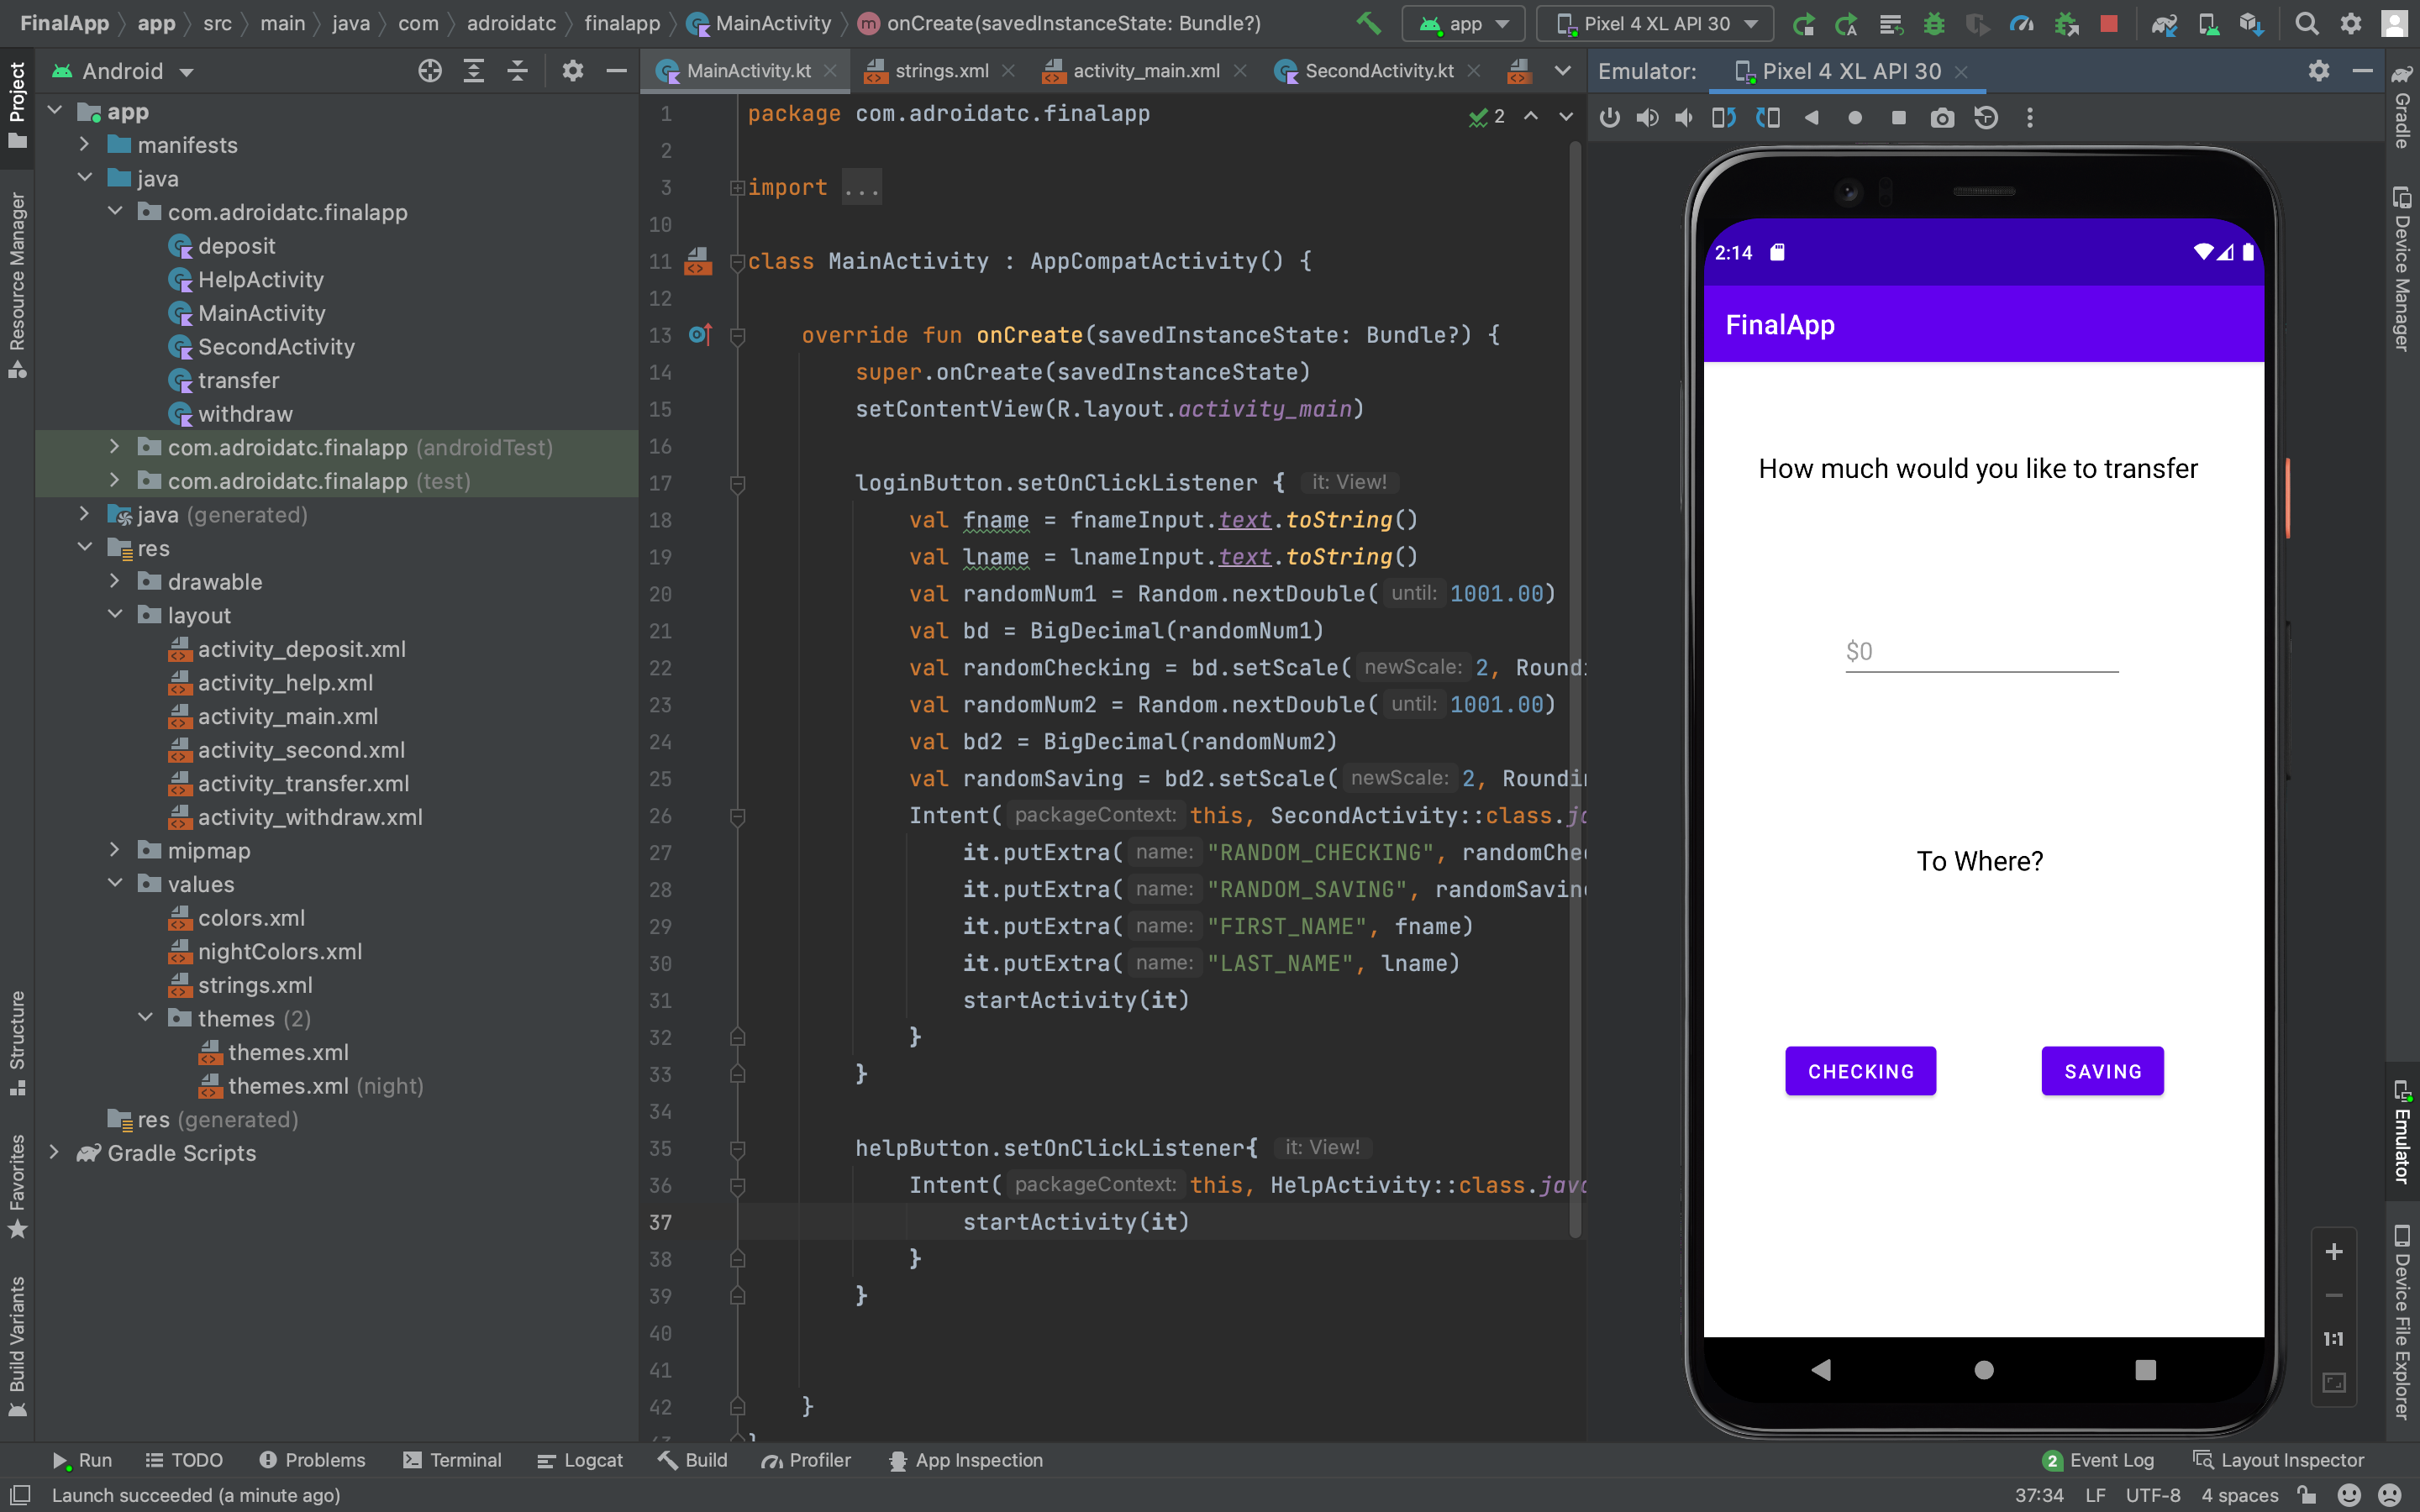 FinalApp app src main java com adroidatc finalapp MainActivity onCreate(savedInstanceState: Bundle?) app Pixel 4 XL API 30
Project
Resource Manager
Structure
Favorites
Build Variants
Android
app
manifests
java
com.adroidatc.finalapp
deposit
HelpActivity
MainActivity
SecondActivity
transfer
withdraw
com.adroidatc.finalapp (androidTest)
com.adroidatc.finalapp (test)
java (generated)
res
drawable
layout
activity_deposit.xml
activity_help.xml
activity_main.xml
activity_second.xml
activity_transfer.xml
activity_withdraw.xml
mipmap
values
colors.xml
nightColors.xml
strings.xml
themes (2)
themes.xml
themes.xml (night)
res (generated)
Gradle Scripts
MainActivity.kt strings.xml activity_main.xml SecondActivity.kt
2
1 package com.adroidatc.finalapp
2
3 import ...
10
11 class MainActivity : AppCompatActivity() {
12
13 override fun onCreate(savedInstanceState: Bundle?) {
14 super.onCreate(savedInstanceState)
15 setContentView(R.layout.activity_main)
16
17 loginButton.setOnClickListener { it: View!
18 val fname = fnameInput.text.toString()
19 val lname = lnameInput.text.toString()
20 val randomNum1 = Random.nextDouble( until: 1001.00)
21 val bd = BigDecimal(randomNum1)
22 val randomChecking = bd.setScale( newScale: 2, Roundi
23 val randomNum2 = Random.nextDouble( until: 1001.00)
24 val bd2 = BigDecimal(randomNum2)
25 val randomSaving = bd2.setScale( newScale: 2, Roundin
26 Intent( packageContext: this, SecondActivity::class.ja
27 it.putExtra( name: "RANDOM_CHECKING", randomChe
28 it.putExtra( name: "RANDOM_SAVING", randomSaving
29 it.putExtra( name: "FIRST_NAME", fname)
30 it.putExtra( name: "LAST_NAME", lname)
31 startActivity(it)
32 }
33 }
34
35 helpButton.setOnClickListener{ it: View!
36 Intent( packageContext: this, HelpActivity::class.java
37 startActivity(it)
38 }
39 }
40
41
42 }
Emulator: Pixel 4 XL API 30
2:14
FinalApp
How much would you like to transfer
$0
To Where?
CHECKING SAVING
1:1
Gradle
Device Manager
Emulator
Device File Explorer
Run TODO Problems Terminal Logcat Build Profiler App Inspection 2 Event Log Layout Inspector
Launch succeeded (a minute ago) 37:34 LF UTF-8 4 spaces